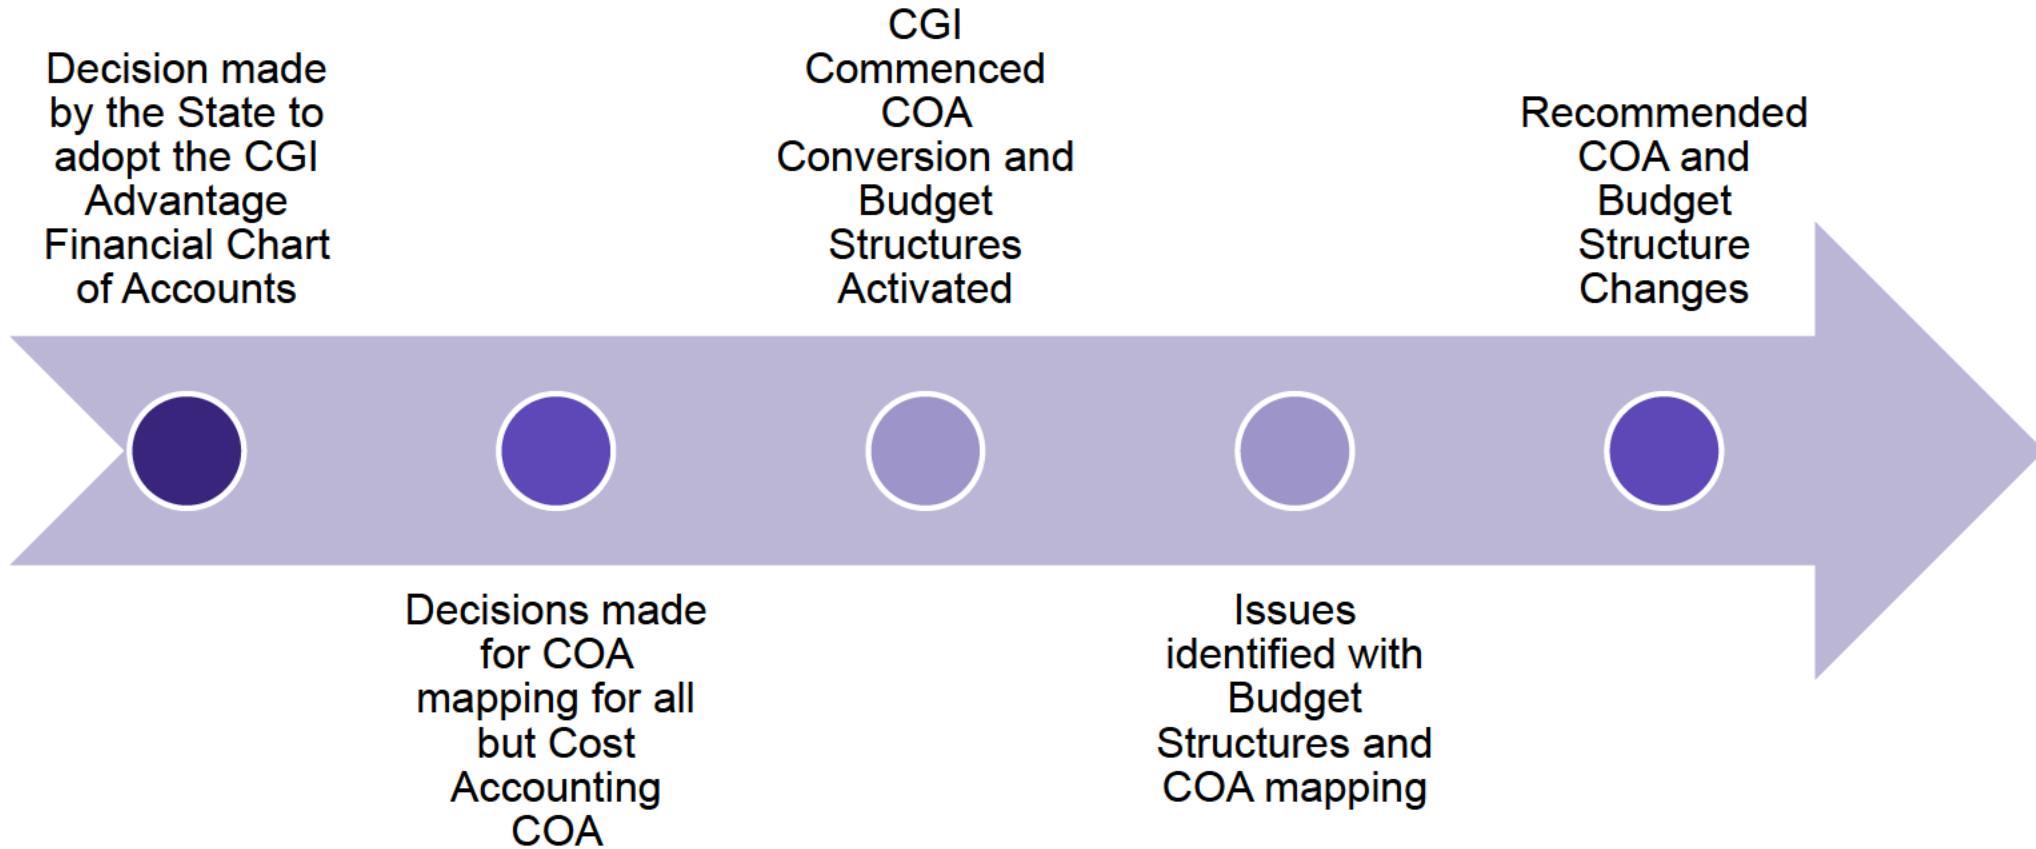 Decision made
by the State to
adopt the CGI
Advantage
Financial Chart
of Accounts
Decisions made
for COA
mapping for all
but Cost
Accounting
COA
CGI
Commenced
COA
Conversion and
Budget
Structures
Activated
Issues
identified with
Budget
Structures and
COA mapping
Recommended
COA and
Budget
Structure
Changes